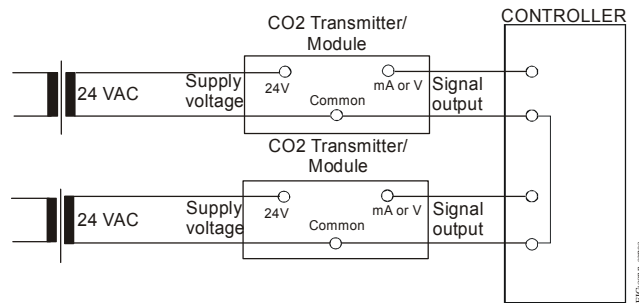 CO2 Transmitter/
Module
CONTROLLER
24 VAC
Supply
voltage
24V
mA or V
Common
Signal
output
CO2 Transmitter/
Module
24 VAC
Supply
voltage
24V
mA or V
Common
Signal
output